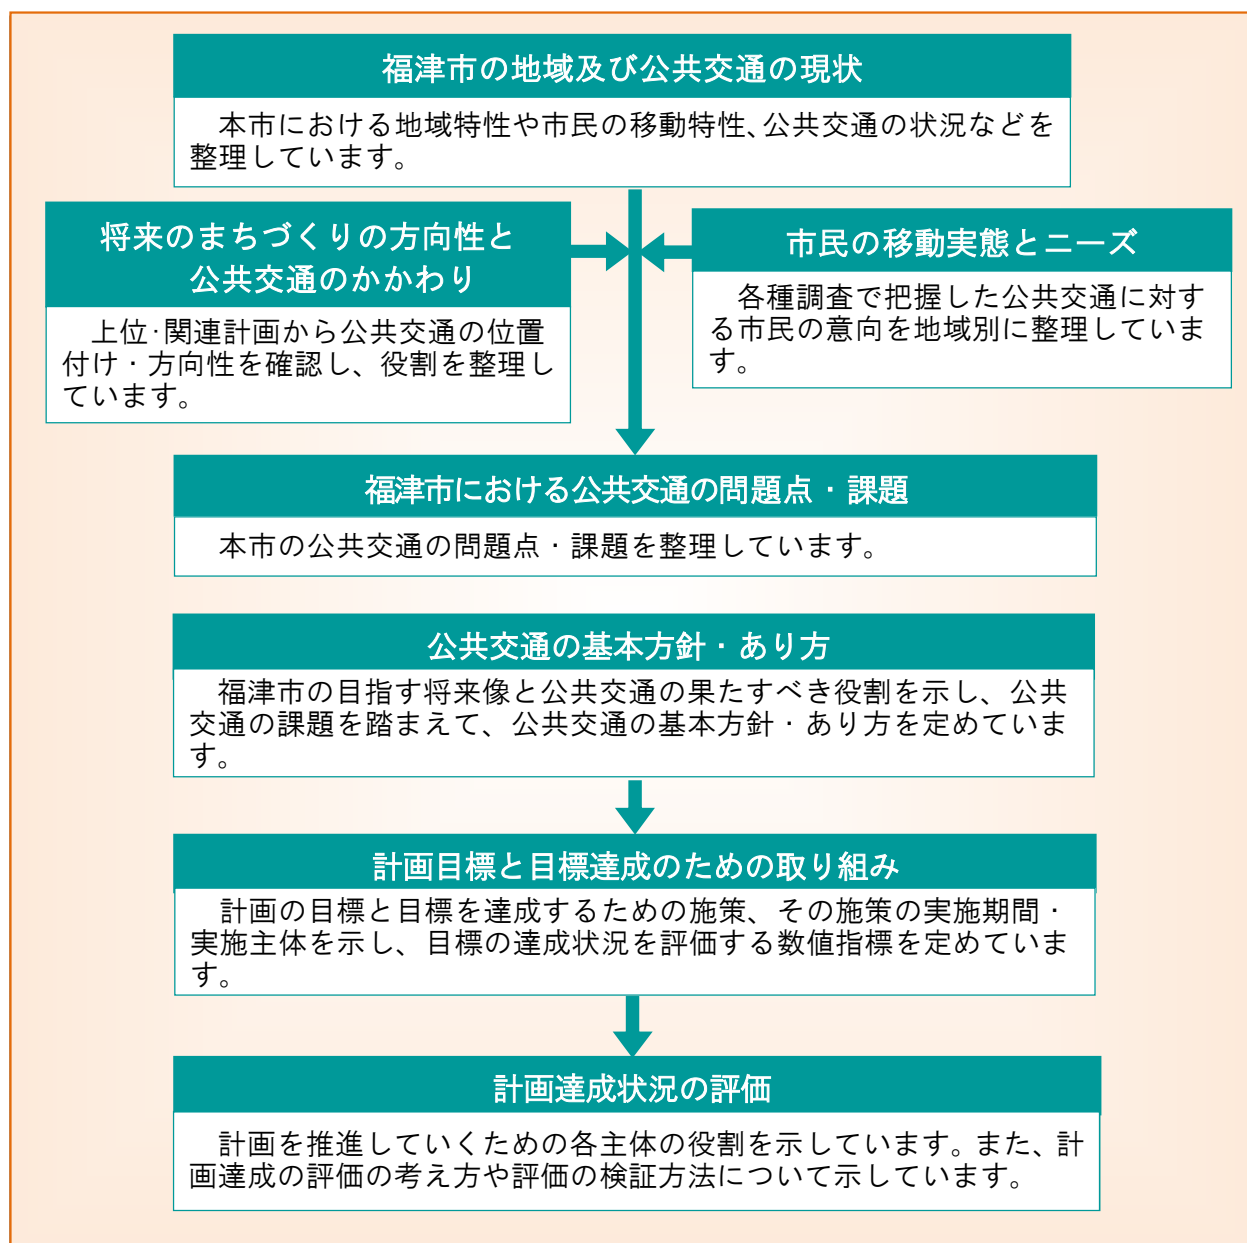 福津市の地域及び公共交通の現状
本市における地域特性や市民の移動特性、公共交通の状況などを
整理しています。
将来のまちづくりの方向性と
公共交通のかかわり
上位・関連計画から公共交通の位置
付け・方向性を確認し、役割を整理し
ています。
市民の移動実態とニーズ
各種調査で把握した公共交通に対す
る市民の意向を地域別に整理していま
す。
福津市における公共交通の問題点・課題
本市の公共交通の問題点・課題を整理しています。
公共交通の基本方針・あり方
福津市の目指す将来像と公共交通の果たすべき役割を示し、公共
交通の課題を踏まえて、公共交通の基本方針・あり方を定めていま
す。
計画目標と目標達成のための取り組み
計画の目標と目標を達成するための施策、その施策の実施期間・
実施主体を示し、目標の達成状況を評価する数値指標を定めていま
す。
計画達成状況の評価
計画を推進していくための各主体の役割を示しています。また、計
画達成の評価の考え方や評価の検証方法について示しています。